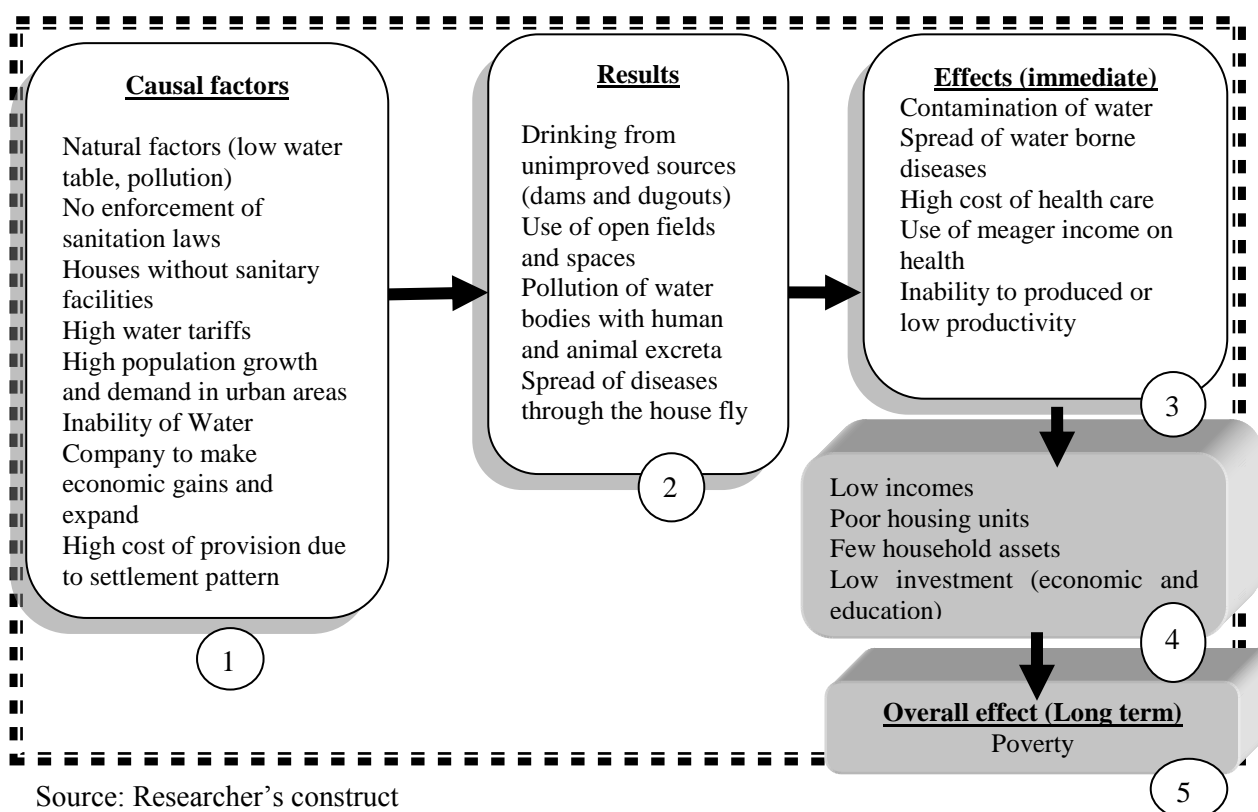 Causal factors
Natural factors (low water
table, pollution)
No enforcement of
sanitation laws
Houses without sanitary
facilities
High water tariffs
High population growth
and demand in urban areas
Inability of Water
Company to make
economic gains and
expand
High cost of provision due
to settlement pattern
1
Results
Drinking from
unimproved sources
(dams and dugouts)
Use of open fields
and spaces
Pollution of water
bodies with human
and animal excreta
Spread of diseases
through the house fly
2
Effects (immediate)
Contamination of water
Spread of water borne
diseases
High cost of health care
Use of meager income on
health
Inability to produced or
low productivity
3
Low incomes
Poor housing units
Few household assets
Low investment (economic and
education)
4
Overall effect (Long term)
Poverty
5
Source: Researcher’s construct